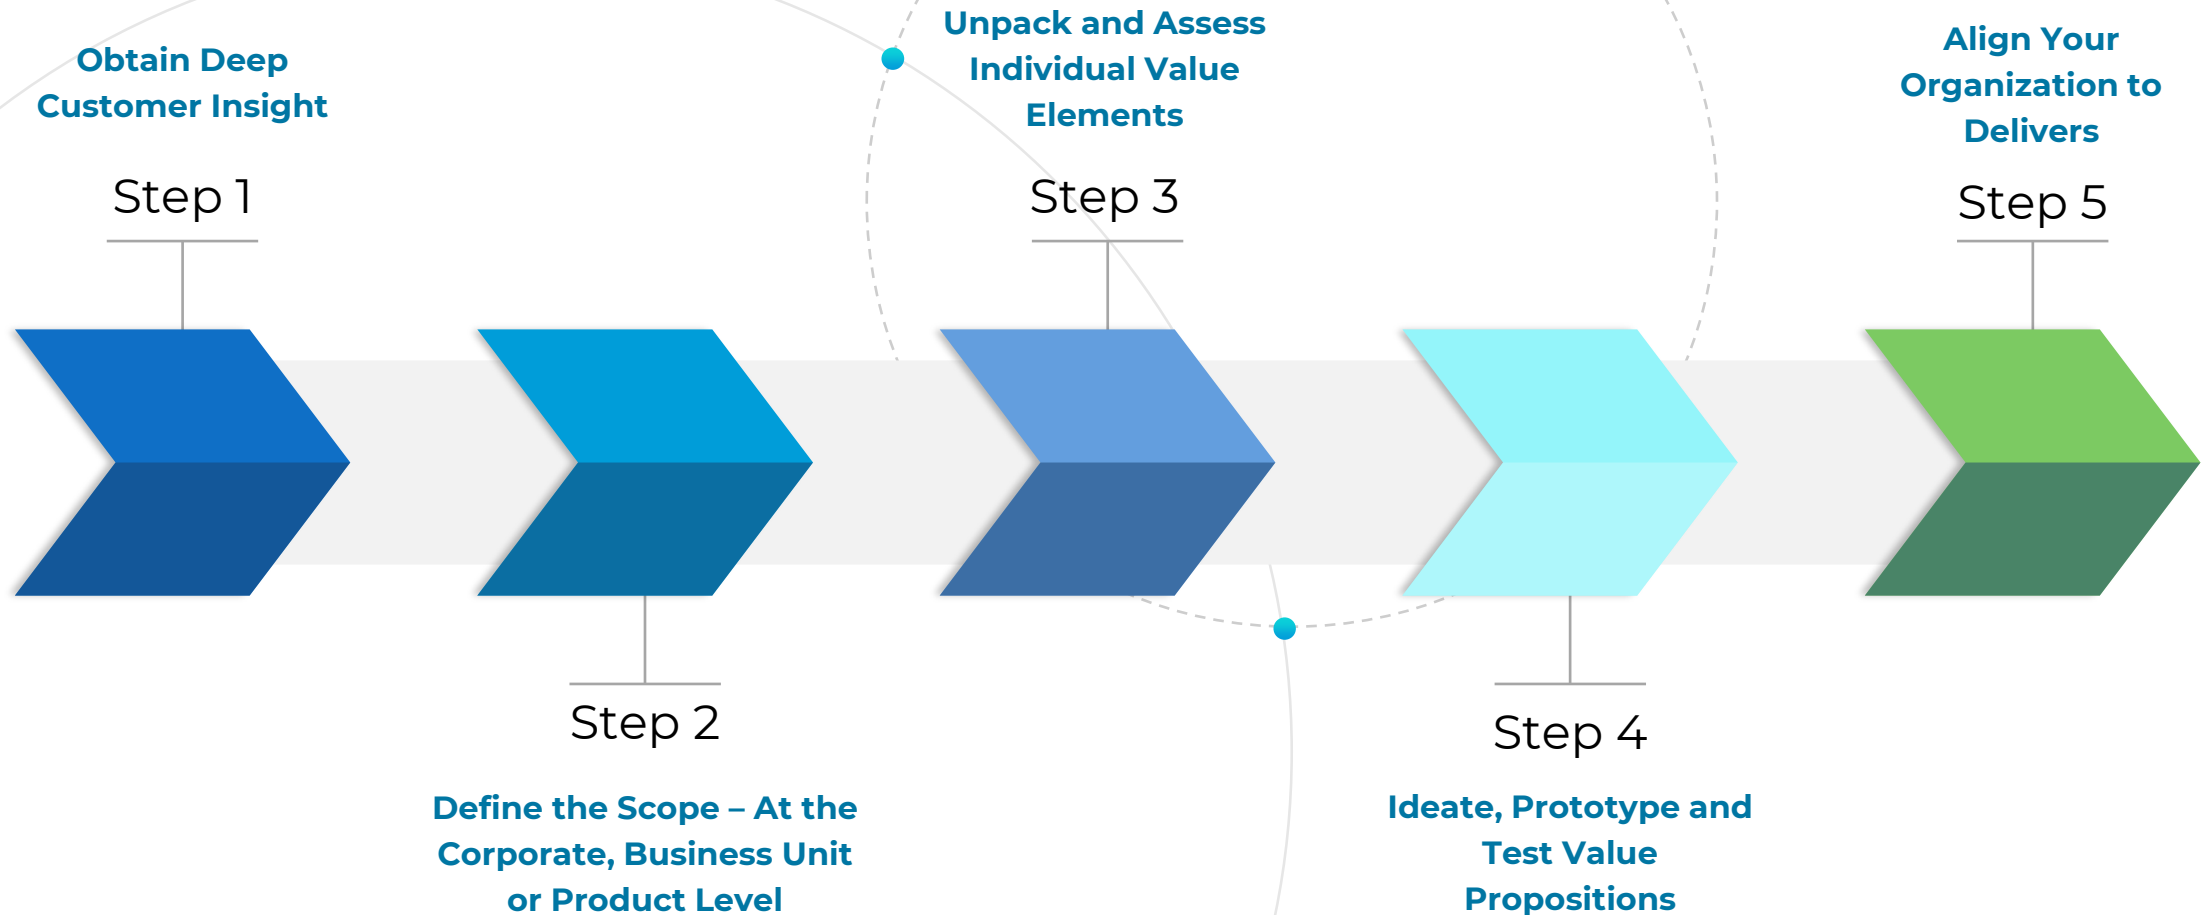 Obtain Deep
Customer Insight
Step 1
Define the Scope – At the
Corporate, Business Unit
or Product Level
Step 2
Unpack and Assess
Individual Value
Elements
Step 3
Ideate, Prototype and
Test Value
Propositions
Step 4
Align Your
Organization to
Delivers
Step 5